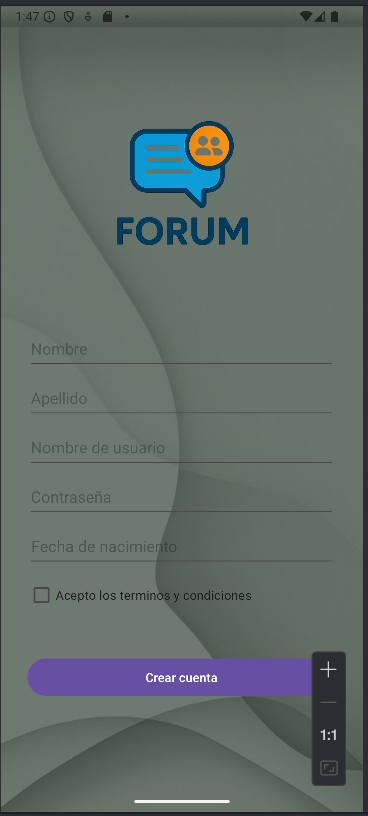 1:47
FORUM
Nombre
Apellido
Nombre de usuario
Contraseña
Fecha de nacimiento
Acepto los terminos y condiciones
Crear cuenta
1:1